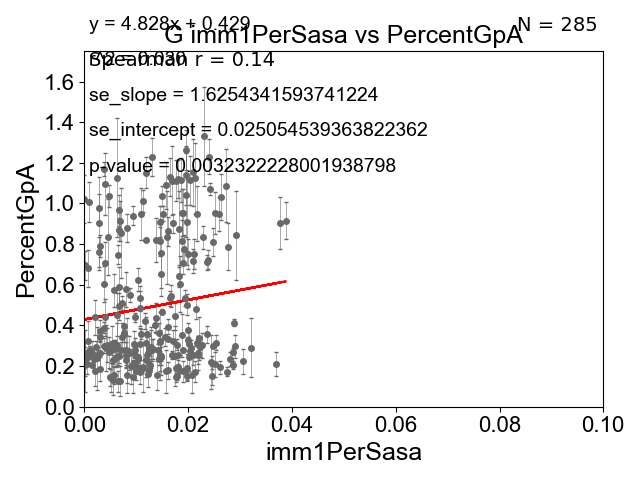 y = 4.828x + 0.429
N = 285
G imm1PerSasa vs PercentGpA
Spearman r = 0.14
se_slope = 1.6254341593741224
se_intercept = 0.025054539363822362
p-value = 0.0032322228001938798
PercentGpA
1.6
1.4
1.2
1.0
0.8
0.6
0.4
0.2
0.0
0.00 0.02 0.04 0.06 0.08 0.10
imm1PerSasa